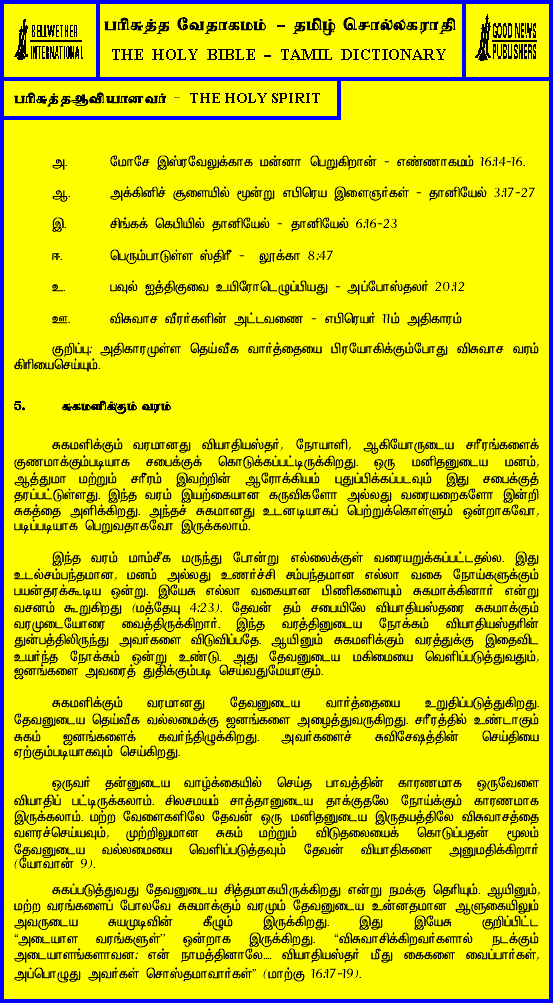 BELLWETHER
INTERNATIONAL
பரிசுத்த வேதாகமம் – தமிழ் சொல்லகராதி
THE HOLY BIBLE – TAMIL DICTIONARY
GOOD NEWS
PUBLISHERS
பரிசுத்தஆவியானவர் – THE HOLY SPIRIT
அ. மோசே இஸ்ரவேலுக்காக மன்னா பெறுகிறான் – எண்ணாகமம் 16:14-16.
ஆ. அக்கினிச் சூளையில் மூன்று எபிரெய இளைஞர்கள் – தானியேல் 3:17-27
இ. சிங்கக் கெபியில் தானியேல் – தானியேல் 6:16-23
ஈ. பெரும்பாடுள்ள ஸ்திரீ – லூக்கா 8:47
உ. பவுல் ஐத்திகுவை உயிரோடெழுப்பியது – அப்போஸ்தலர் 20:12
ஊ. விசுவாச வீரர்களின் அட்டவணை – எபிரெயர் 11ம் அதிகாரம்
குறிப்பு: அதிகாரமுள்ள தெய்வீக வார்த்தையை பிரயோகிக்கும்போது விசுவாச வரம்
கிரியைசெய்யும்.
5. சுகமளிக்கும் வரம்
சுகமளிக்கும் வரமானது வியாதியஸ்தர், நோயாளி, ஆகியோருடைய சரீரங்களைக்
குணமாக்கும்படியாக சபைக்குக் கொடுக்கப்பட்டிருக்கிறது. ஒரு மனிதனுடைய மனம்,
ஆத்துமா மற்றும் சரீரம் இவற்றின் ஆரோக்கியம் புதுப்பிக்கப்படவும் இது சபைக்குத்
தரப்பட்டுள்ளது. இந்த வரம் இயற்கையான கருவிகளோ அல்லது வரையறைகளோ இன்றி
சுகத்தை அளிக்கிறது. அந்தச் சுகமானது உடனடியாகப் பெற்றுக்கொள்ளும் ஒன்றாகவோ,
படிப்படியாக பெறுவதாகவோ இருக்கலாம்.
இந்த வரம் மாம்சீக மருந்து போன்று எல்லைக்குள் வரையறுக்கப்பட்டதல்ல. இது
உடல்சம்பந்தமான, மனம் அல்லது உணர்ச்சி சம்பந்தமான எல்லா வகை நோய்களுக்கும்
பயன்தரக்கூடிய ஒன்று. இயேசு எல்லா வகையான பிணிகளையும் சுகமாக்கினார் என்று
வசனம் கூறுகிறது (மத்தேயு 4:23). தேவன் தம் சபையிலே வியாதியஸ்தரை சுகமாக்கும்
வரமுடையோரை வைத்திருக்கிறார். இந்த வரத்தினுடைய நோக்கம் வியாதியஸ்தரின்
துன்பத்திலிருந்து அவர்களை விடுவிப்பதே. ஆயினும் சுகமளிக்கும் வரத்துக்கு இதைவிட
உயர்ந்த நோக்கம் ஒன்று உண்டு. அது தேவனுடைய மகிமையை வெளிப்படுத்துவதும்,
ஜனங்களை அவரைத் துதிக்கும்படி செய்வதுமேயாகும்.
சுகமளிக்கும் வரமானது தேவனுடைய வார்த்தையை உறுதிப்படுத்துகிறது.
தேவனுடைய தெய்வீக வல்லமைக்கு ஜனங்களை அழைத்துவருகிறது. சரீரத்தில் உண்டாகும்
சுகம் ஜனங்களைக் கவர்ந்திழுக்கிறது. அவர்களைச் சுவிசேஷத்தின் செய்தியை
ஏற்கும்படியாகவும் செய்கிறது.
ஒருவர் தன்னுடைய வாழ்க்கையில் செய்த பாவத்தின் காரணமாக ஒருவேளை
வியாதிப் பட்டிருக்கலாம். சிலசமயம் சாத்தானுடைய தாக்குதலே நோய்க்கும் காரணமாக
இருக்கலாம். மற்ற வேளைகளிலே தேவன் ஒரு மனிதனுடைய இருதயத்திலே விசுவாசத்தை
வளரச்செய்யவும், முற்றிலுமான சுகம் மற்றும் விடுதலையைக் கொடுப்பதன் மூலம்
தேவனுடைய வல்லமையை வெளிப்படுத்தவும் தேவன் வியாதிகளை அனுமதிக்கிறார்
(யோவான் 9).
சுகப்படுத்துவது தேவனுடைய சித்தமாகயிருக்கிறது என்று நமக்கு தெரியும். ஆயினும்,
மற்ற வரங்களைப் போலவே சுகமாக்கும் வரமும் தேவனுடைய உன்னதமான ஆளுகையிலும்
அவருடைய சுயமுடிவின் கீழும் இருக்கிறது. இது இயேசு குறிப்பிட்ட
“அடையாள வரங்களுள்” ஒன்றாக இருக்கிறது. “விசுவாசிக்கிறவர்களால் நடக்கும்
அடையாளங்களாவன: என் நாமத்தினாலே.... வியாதியஸ்தர் மீது கைகளை வைப்பார்கள்,
அப்பொழுது அவர்கள் சொஸ்தமாவார்கள்” (மாற்கு 16:17-19).